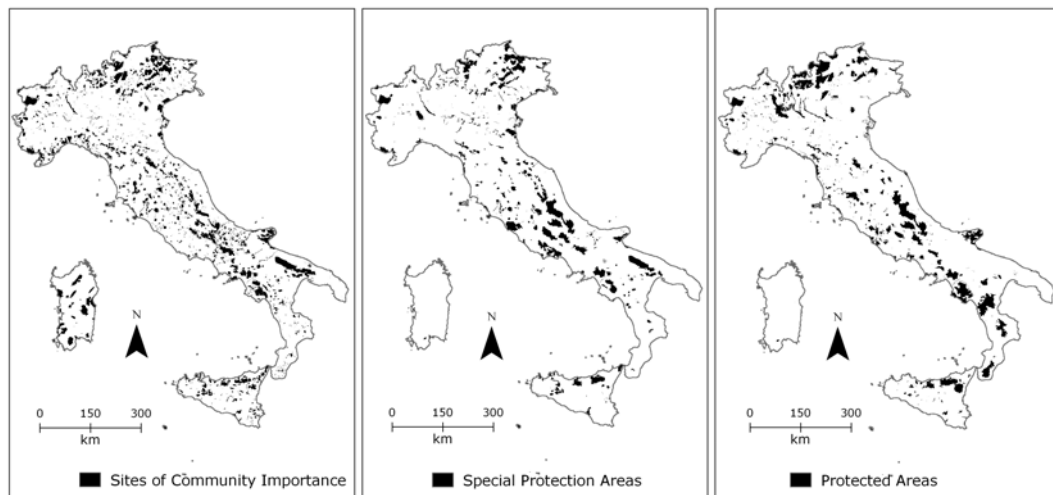 N
0 150 300
km
Sites of Community Importance
N
0 150 300
km
Special Protection Areas
N
0 150 300
km
Protected Areas